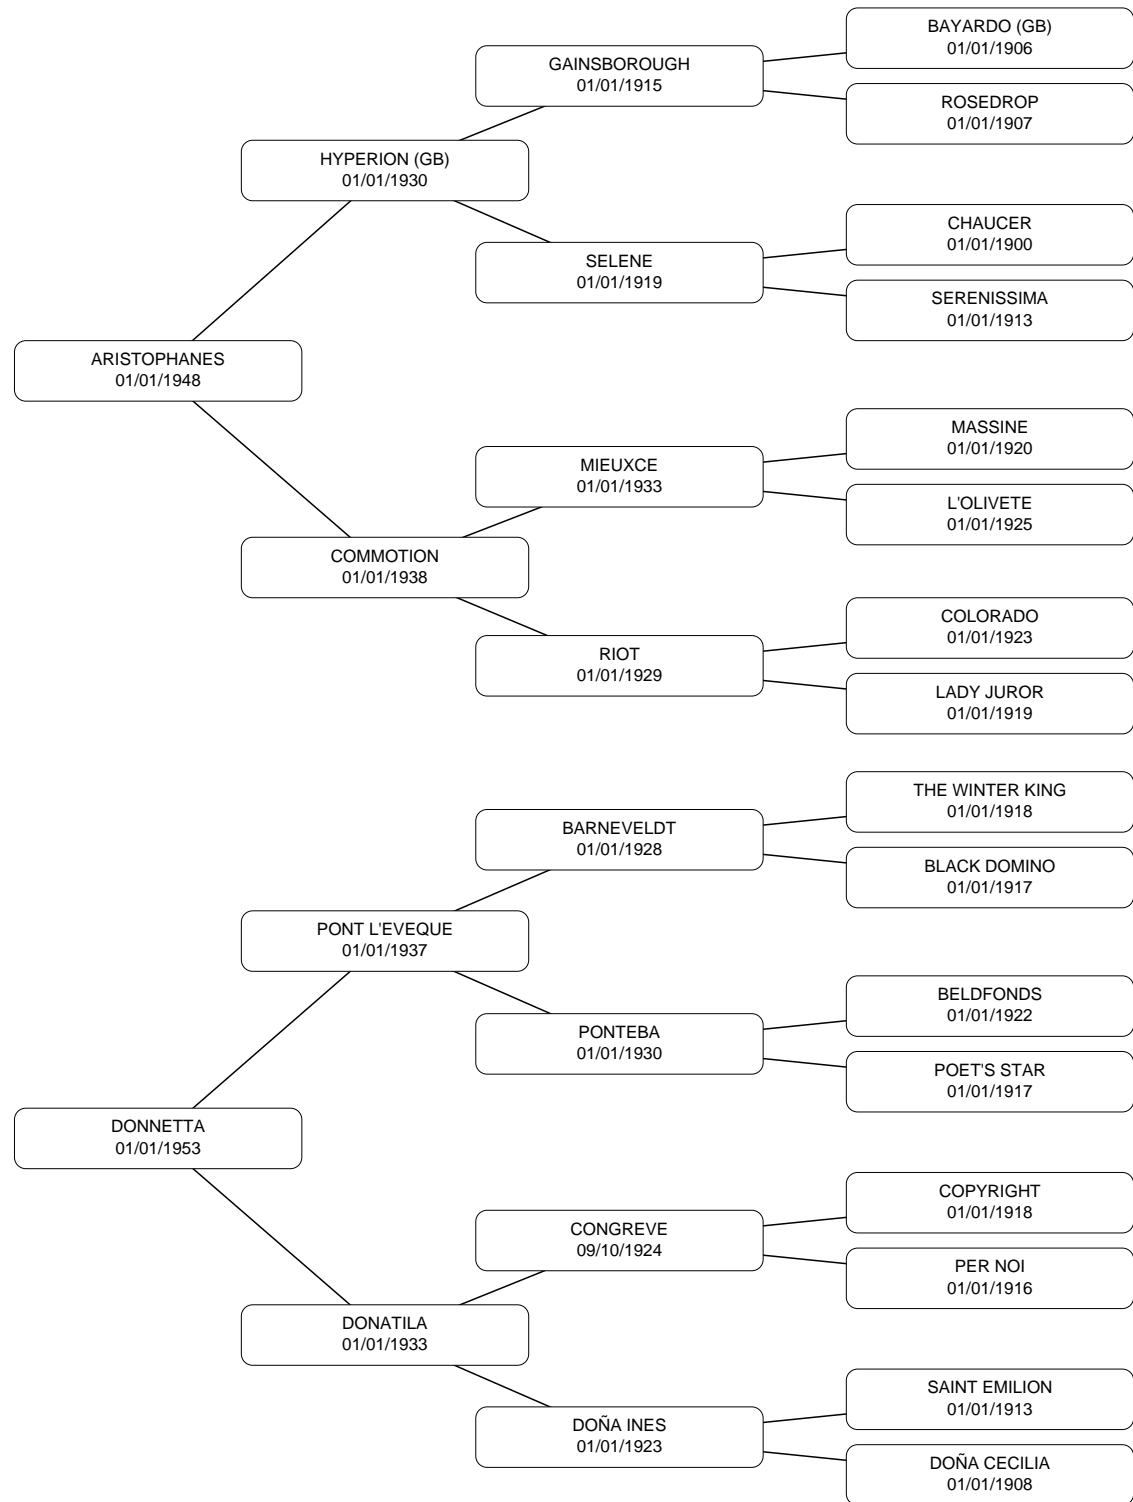 BAYARDO (GB)
01/01/1906
GAINSBOROUGH
01/01/1915
ROSEDROP
01/01/1907
HYPERION (GB)
01/01/1930
CHAUCER
01/01/1900
SELENE
01/01/1919
SERENISSIMA
01/01/1913
ARISTOPHANES
01/01/1948
MASSINE
01/01/1920
MIEUXCE
01/01/1933
L'OLIVETE
01/01/1925
COMMOTION
01/01/1938
COLORADO
01/01/1923
RIOT
01/01/1929
LADY JUROR
01/01/1919
THE WINTER KING
01/01/1918
BARNEVELDT
01/01/1928
BLACK DOMINO
01/01/1917
PONT L'EVEQUE
01/01/1937
BELDFONDS
01/01/1922
PONTEBA
01/01/1930
POET'S STAR
01/01/1917
DONNETTA
01/01/1953
COPYRIGHT
01/01/1918
CONGREVE
09/10/1924
PER NOI
01/01/1916
DONATILA
01/01/1933
SAINT EMILION
01/01/1913
DOÑA INES
01/01/1923
DOÑA CECILIA
01/01/1908